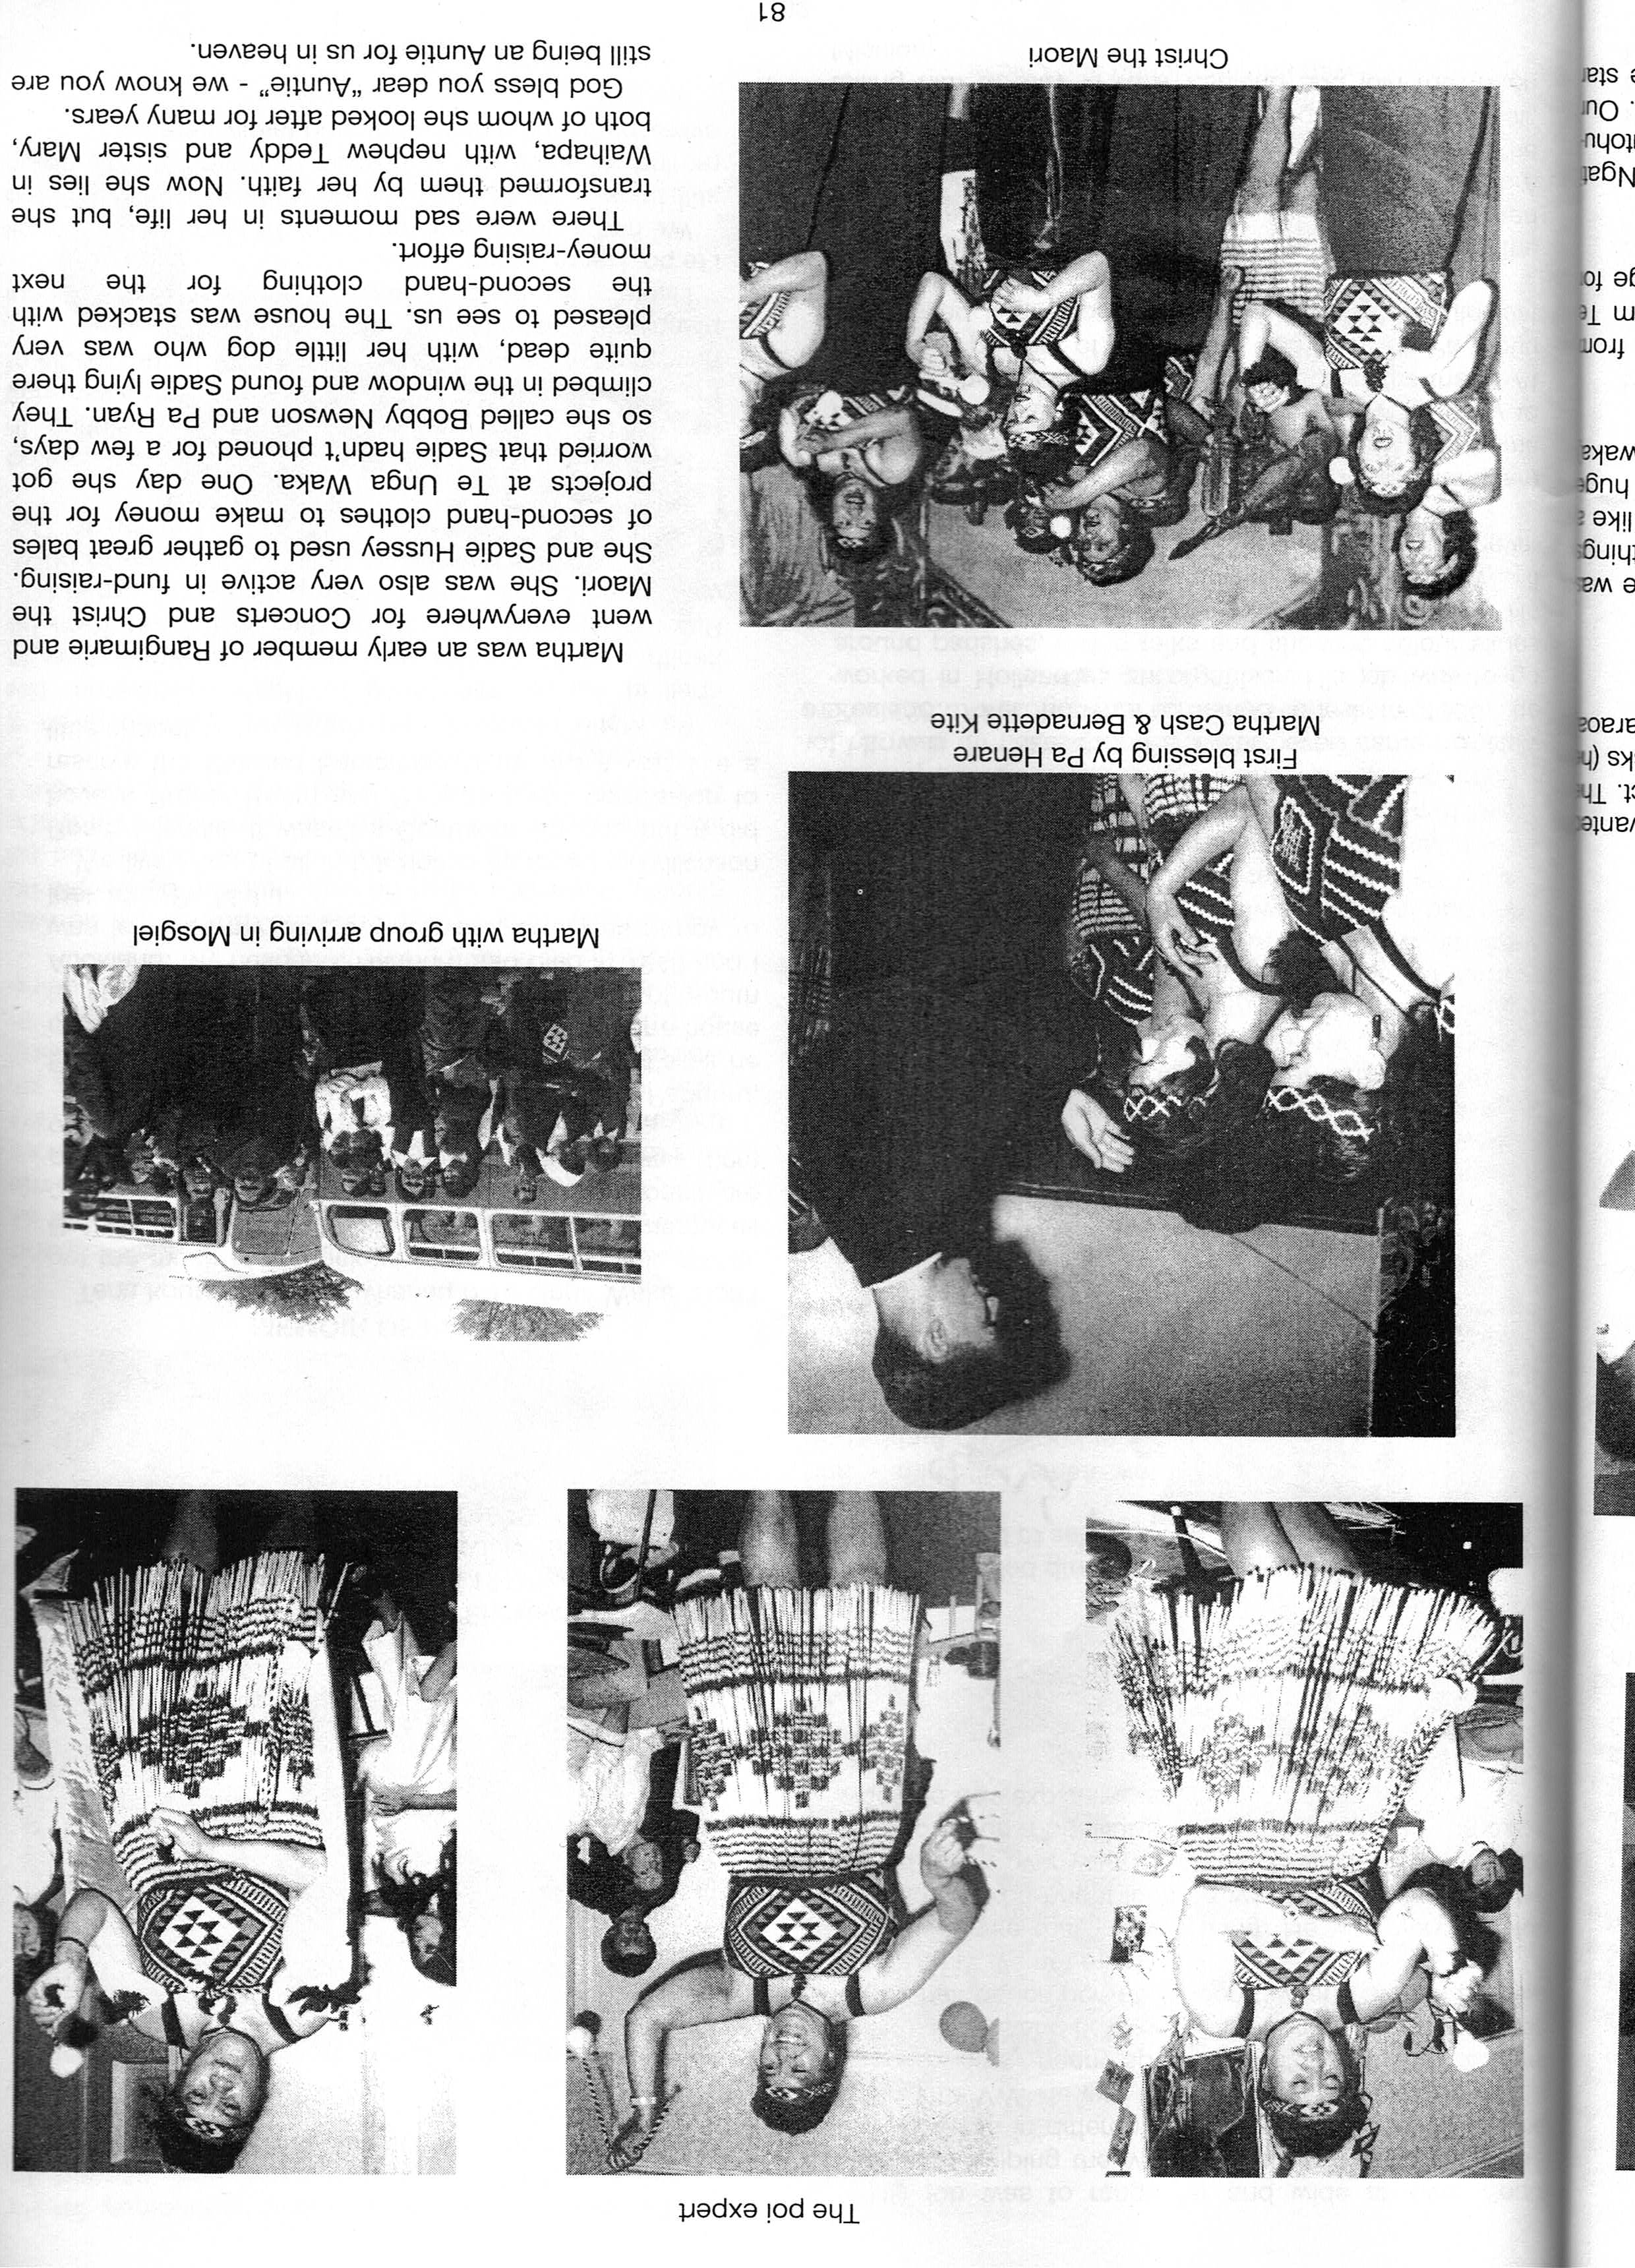 The poi expert
First blessing by Pa Henare
Martha Cash & Bernadette Kite
Martha with group arriving in Mosgiel
Christ the Maori
Martha was an early member of Rangimarie and
went everywhere for Concerts and Christ the
Maori. She was also very active in fund-raising.
She and Sadie Hussey used to gather great bales
of second-hand clothes to make money for the
projects at Te Unga Waka. One day she got
worried that Sadie hadn't phoned for a few days,
so she called Bobby Newson and Pa Ryan. They
climbed in the window and found Sadie lying there
quite dead, with her little dog who was very
pleased to see us. The house was stacked with
the second-hand clothing for the next
money-raising effort.
There were sad moments in her life, but she
transformed them by her faith. Now she lies in
Waihapa, with nephew Teddy and sister Mary,
both of whom she looked after for many years.
God bless you dear “Auntie” - we know you are
still being an Auntie for us in heaven.
81